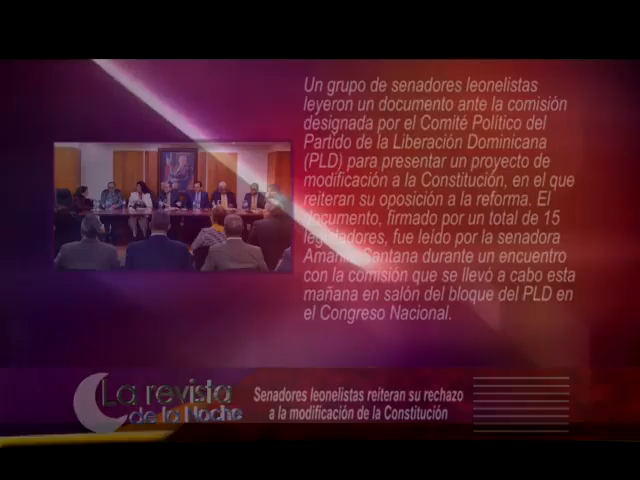 Un grupo de senadores leonelistas
leyeron un documento ante la comisión
designada por el Comité Político del
Partido de la Liberación Dominicana
(PLD) para presentar un proyecto de
modificación a la Constitución, en el que
reiteran su oposición a la reforma. El
documento, firmado por un total de 15
legisladores, fue leído por la senadora
Amarilis Santana durante un encuentro
con la comisión que se llevó a cabo esta
mañana en salón del bloque del PLD en
el Congreso Nacional.
La revista
de la Noche
Senadores leonelistas reiteran su rechazo
a la modificación de la Constitución